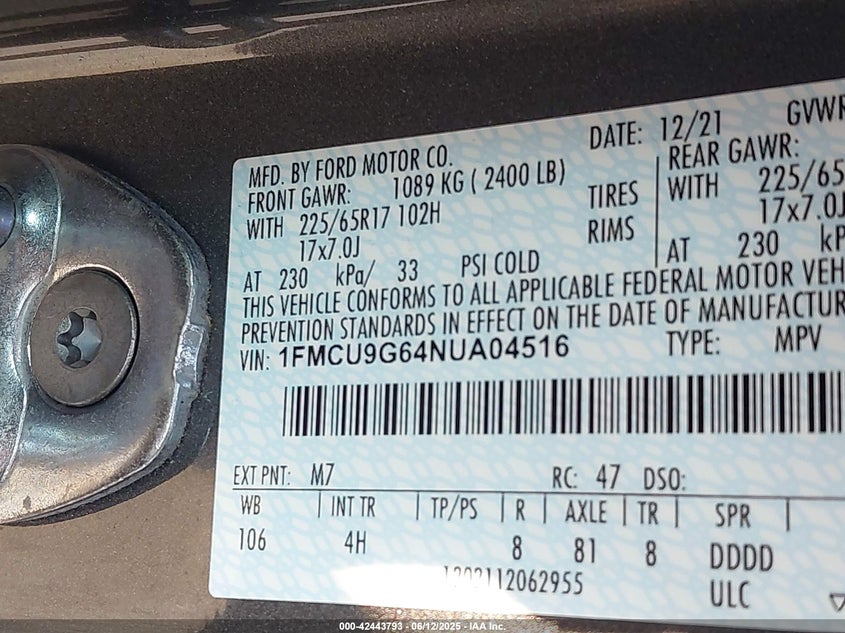 MFD. BY FORD MOTOR CO.
DATE: 12/21
GVWR
FRONT GAWR: 1089 KG ( 2400 LB)
REAR GAWR:
WITH 225/65R17 102H
TIRES
WITH 225/65
17x7.0J
RIMS
17x7.0J
AT 230 kPa/ 33 PSI COLD
AT 230 kP
THIS VEHICLE CONFORMS TO ALL APPLICABLE FEDERAL MOTOR VEH
PREVENTION STANDARDS IN EFFECT ON THE DATE OF MANUFACTUR
VIN: 1FMCU9G64NUA04516
TYPE: MPV
EXT PNT: M7
RC: 47 DSO:
WB | INT TR | TP/PS | R | AXLE | TR | SPR |
106 4H 8 81 8 DDDD
ULC
000-42443793 - 06/12/2025 - IAA Inc.